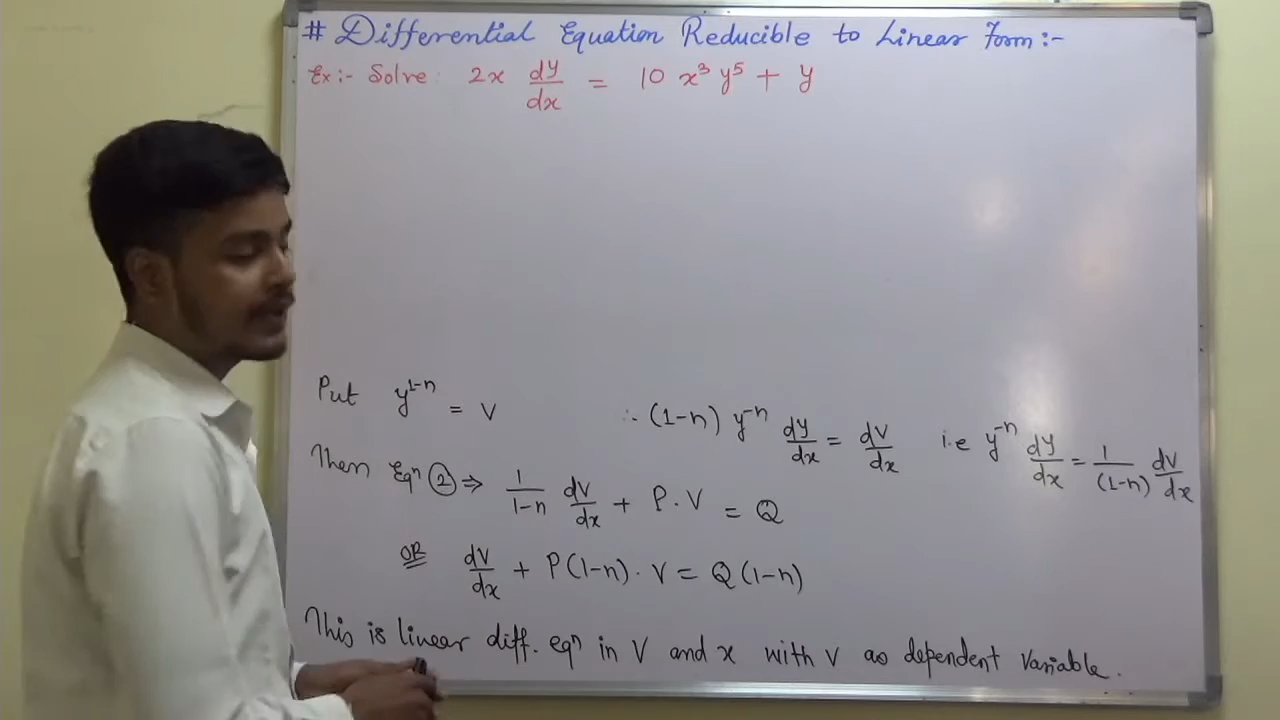 # Differential Equation Reducible to Linear Form:-
Ex:- Solve: 2x dy/dx = 10 x³ y⁵ + y
Put y¹⁻ⁿ = v ∴ (1-n) y⁻ⁿ dy/dx = dv/dx i.e y⁻ⁿ dy/dx = 1/(1-n) dv/dx
Then Eqⁿ ② ⇒ 1/1-n dv/dx + P·V = Q
OR dv/dx + P(1-n)·V = Q(1-n)
This is linear diff. eqⁿ in V and x with v as dependent variable.